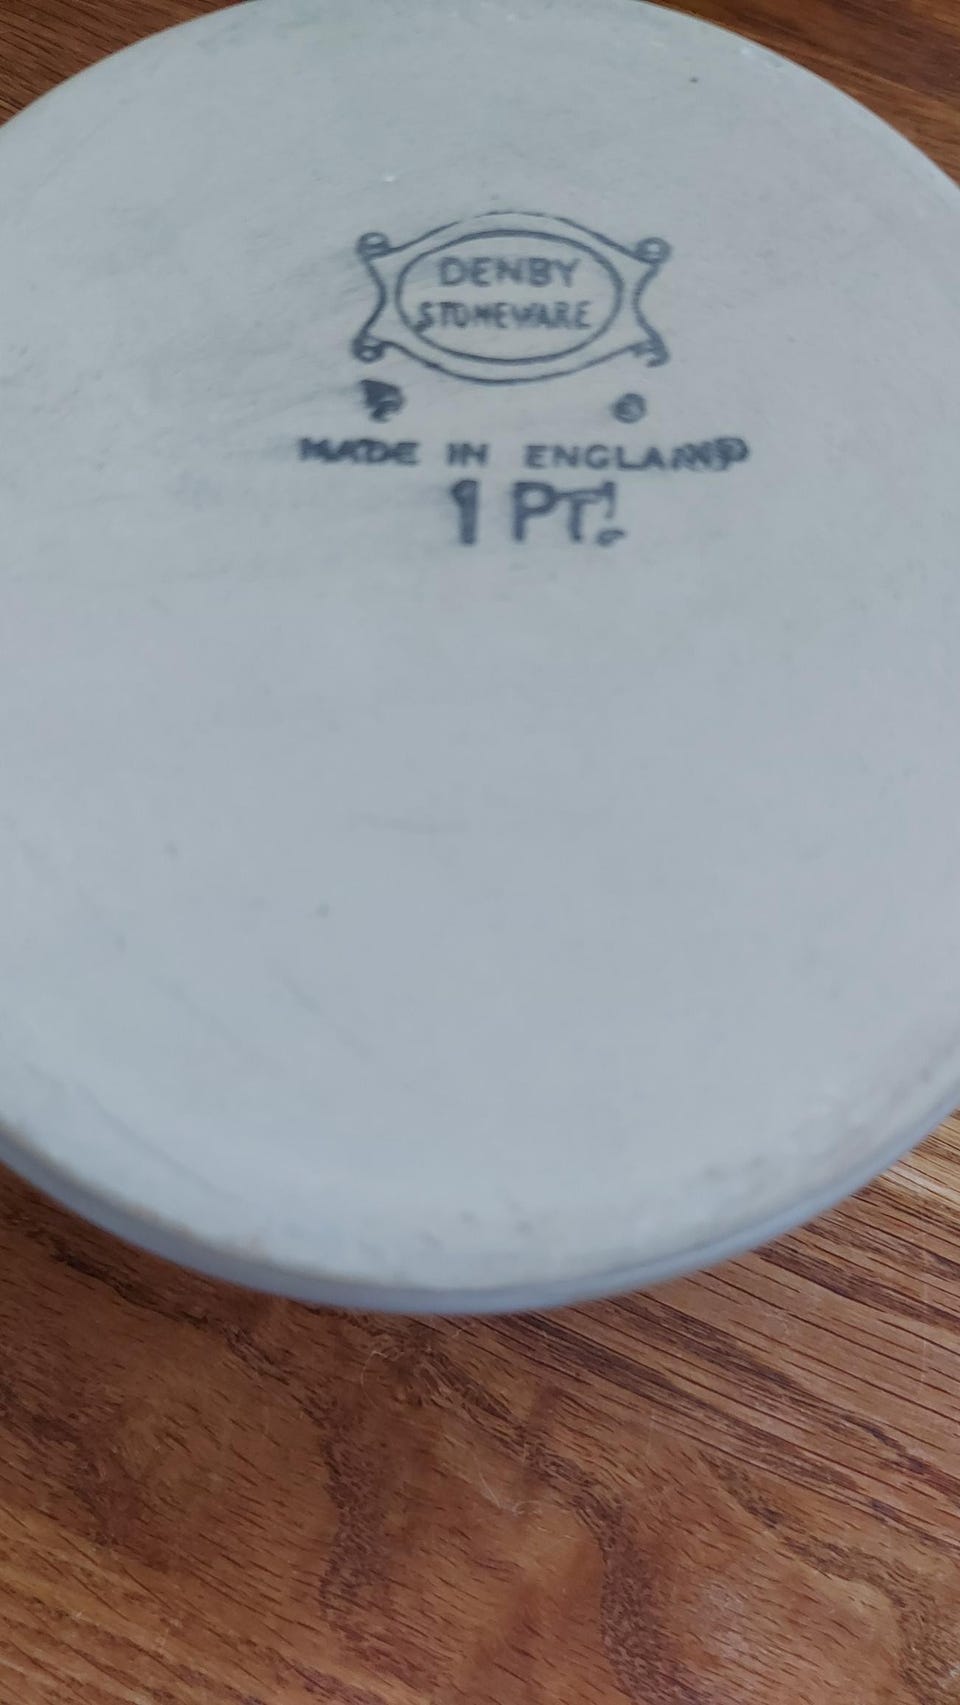 DENBY
STONEWARE
MADE IN ENGLAND
1 PT.